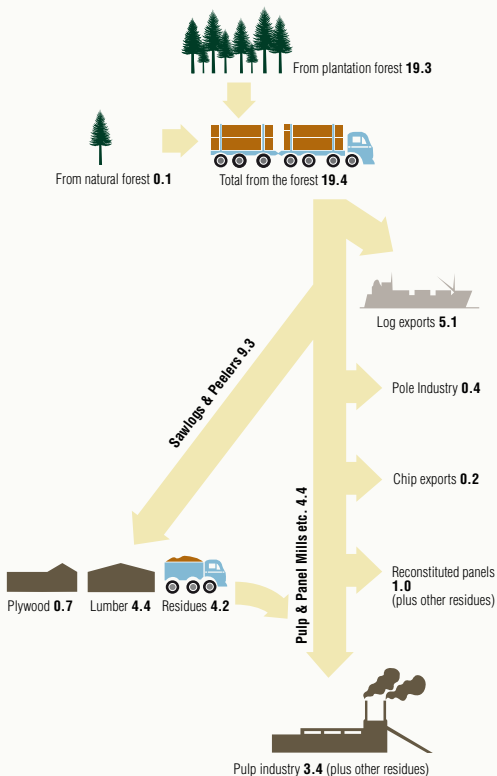 From plantation forest 19.3
From natural forest 0.1
Total from the forest 19.4
Log exports 5.1
Sawlogs & Peelers 9.3
Pole Industry 0.4
Chip exports 0.2
Pulp & Panel Mills etc. 4.4
Reconstituted panels
1.0
(plus other residues)
Plywood 0.7
Lumber 4.4
Residues 4.2
Pulp industry 3.4 (plus other residues)